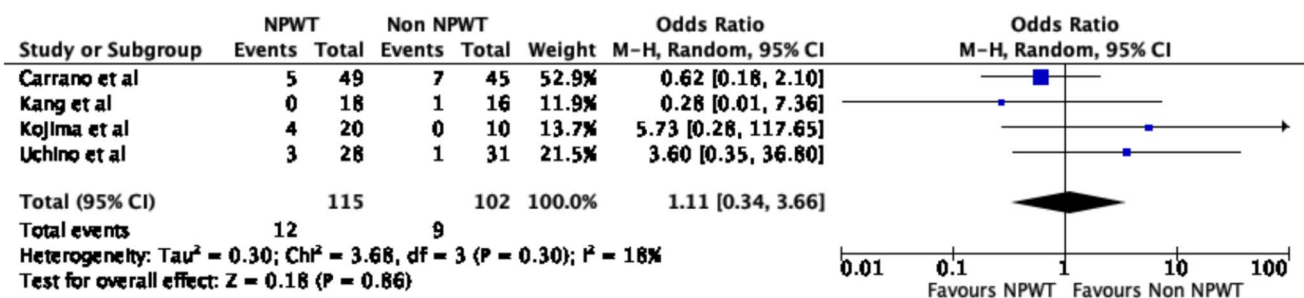 NPWT Non NPWT Odds Ratio Odds Ratio
Study or Subgroup Events Total Events Total Weight M-H, Random, 95% CI M-H, Random, 95% CI
Carrano et al 5 49 7 45 52.9% 0.62 [0.18, 2.10]
Kang et al 0 18 1 16 11.9% 0.28 [0.01, 7.36]
Kojima et al 4 20 0 10 13.7% 5.73 [0.28, 117.65]
Uchino et al 3 28 1 31 21.5% 3.60 [0.35, 36.80]
Total (95% CI) 115 102 100.0% 1.11 [0.34, 3.66]
Total events 12 9
Heterogeneity: Tau² = 0.30; Chi² = 3.68, df = 3 (P = 0.30); I² = 18%
Test for overall effect: Z = 0.18 (P = 0.86)
0.01 0.1 1 10 100
Favours NPWT Favours Non NPWT